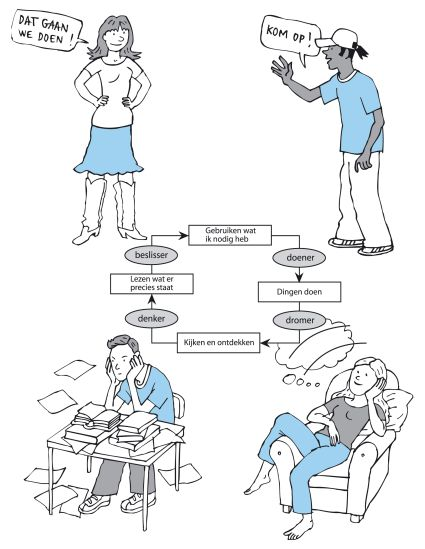 DAT GAAN
WE DOEN!
KOM OP!
Gebruiken wat
ik nodig heb
beslisser
doener
Lezen wat er
precies staat
Dingen doen
denker
dromer
Kijken en ontdekken